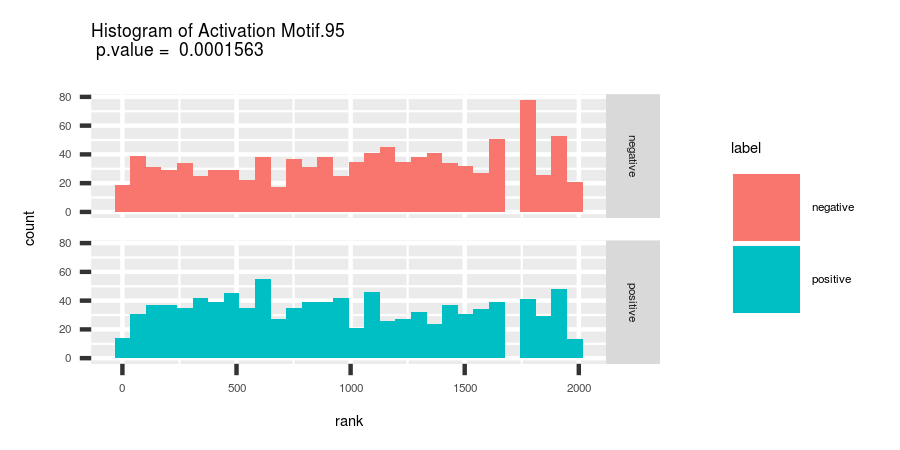 Histogram of Activation Motif.95
p.value =  0.0001563
count
80
60
40
20
0
negative
80
60
40
20
0
positive
0
500
1000
1500
2000
rank
label
negative
positive